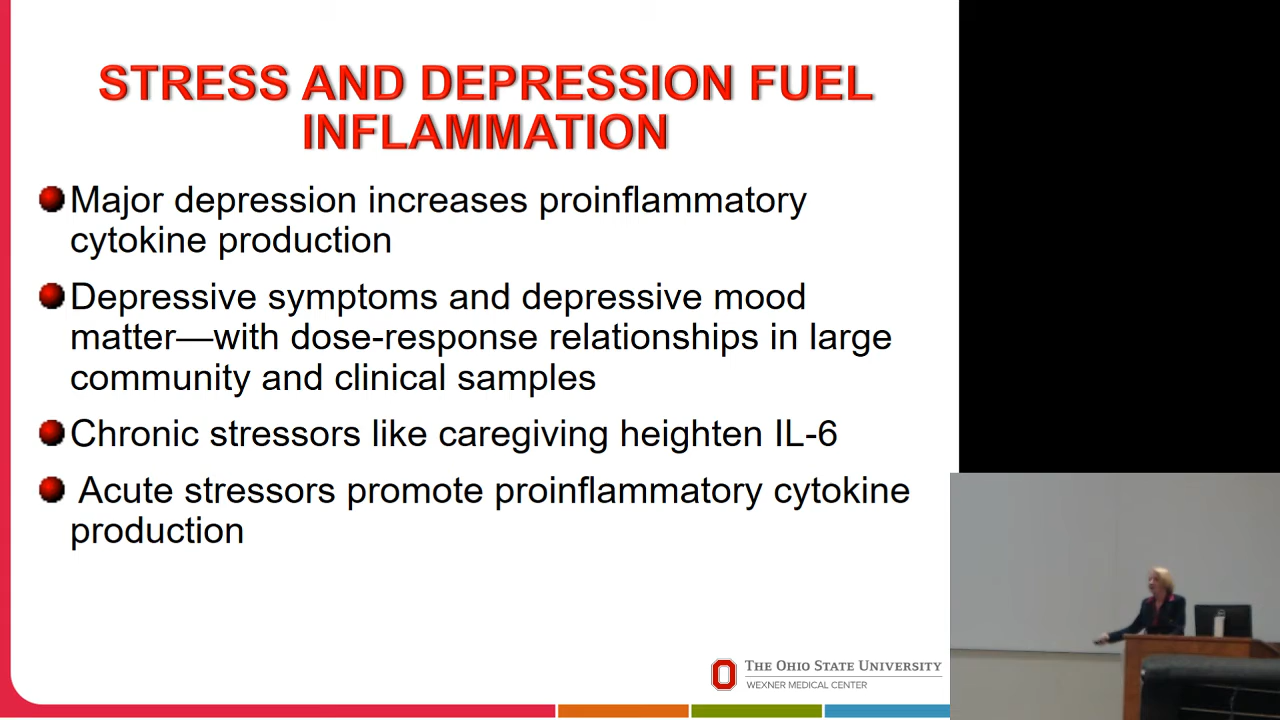 STRESS AND DEPRESSION FUEL
INFLAMMATION
Major depression increases proinflammatory
cytokine production
Depressive symptoms and depressive mood
matter—with dose-response relationships in large
community and clinical samples
Chronic stressors like caregiving heighten IL-6
Acute stressors promote proinflammatory cytokine
production
THE OHIO STATE UNIVERSITY
WEXNER MEDICAL CENTER